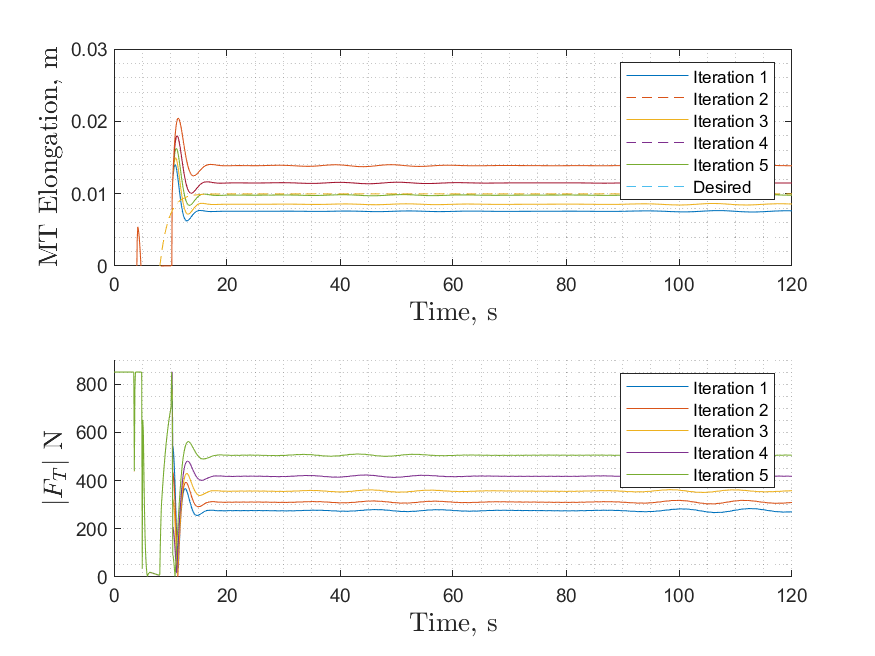 MT Elongation, m
0.03
0.02
0.01
0
Iteration 1
Iteration 2
Iteration 3
Iteration 4
Iteration 5
Desired
0 20 40 60 80 100 120
Time, s
|F_T| N
800
600
400
200
0
Iteration 1
Iteration 2
Iteration 3
Iteration 4
Iteration 5
0 20 40 60 80 100 120
Time, s